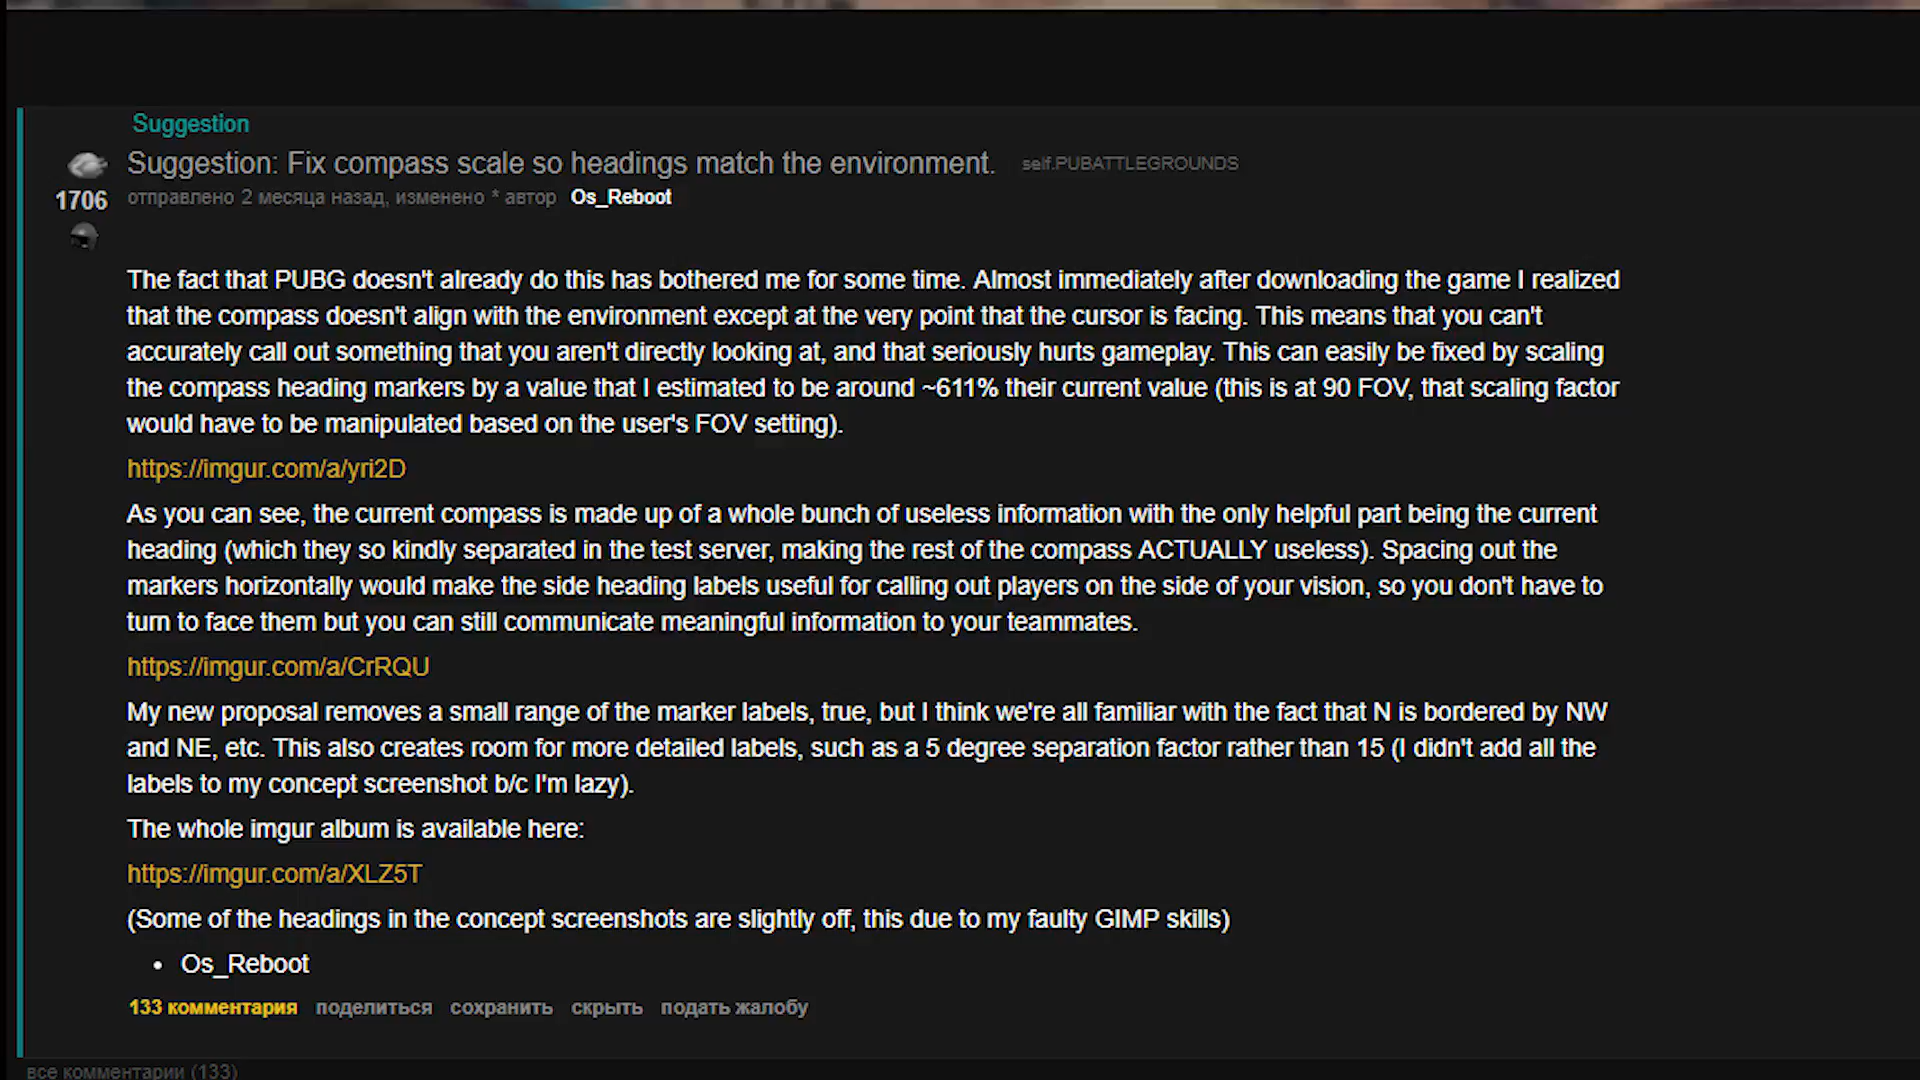 Suggestion
Suggestion: Fix compass scale so headings match the environment. self.PUBATTLEGROUNDS
1706 отправлено 2 месяца назад, изменено * автор Os_Reboot
The fact that PUBG doesn't already do this has bothered me for some time. Almost immediately after downloading the game I realized
that the compass doesn't align with the environment except at the very point that the cursor is facing. This means that you can't
accurately call out something that you aren't directly looking at, and that seriously hurts gameplay. This can easily be fixed by scaling
the compass heading markers by a value that I estimated to be around ~611% their current value (this is at 90 FOV, that scaling factor
would have to be manipulated based on the user's FOV setting).
https://imgur.com/a/yri2D
As you can see, the current compass is made up of a whole bunch of useless information with the only helpful part being the current
heading (which they so kindly separated in the test server, making the rest of the compass ACTUALLY useless). Spacing out the
markers horizontally would make the side heading labels useful for calling out players on the side of your vision, so you don't have to
turn to face them but you can still communicate meaningful information to your teammates.
https://imgur.com/a/CrRQU
My new proposal removes a small range of the marker labels, true, but I think we're all familiar with the fact that N is bordered by NW
and NE, etc. This also creates room for more detailed labels, such as a 5 degree separation factor rather than 15 (I didn't add all the
labels to my concept screenshot b/c I'm lazy).
The whole imgur album is available here:
https://imgur.com/a/XLZ5T
(Some of the headings in the concept screenshots are slightly off, this due to my faulty GIMP skills)
• Os_Reboot
133 комментария поделиться сохранить скрыть подать жалобу
все комментарии (133)